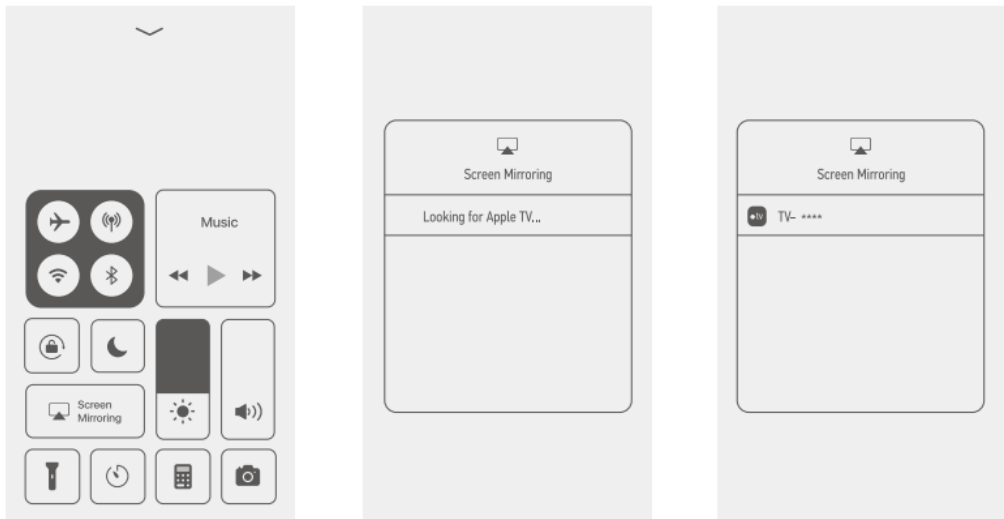 Music
Screen
Mirroring
Screen Mirroring
Looking for Apple TV...
Screen Mirroring
tv TV- ****